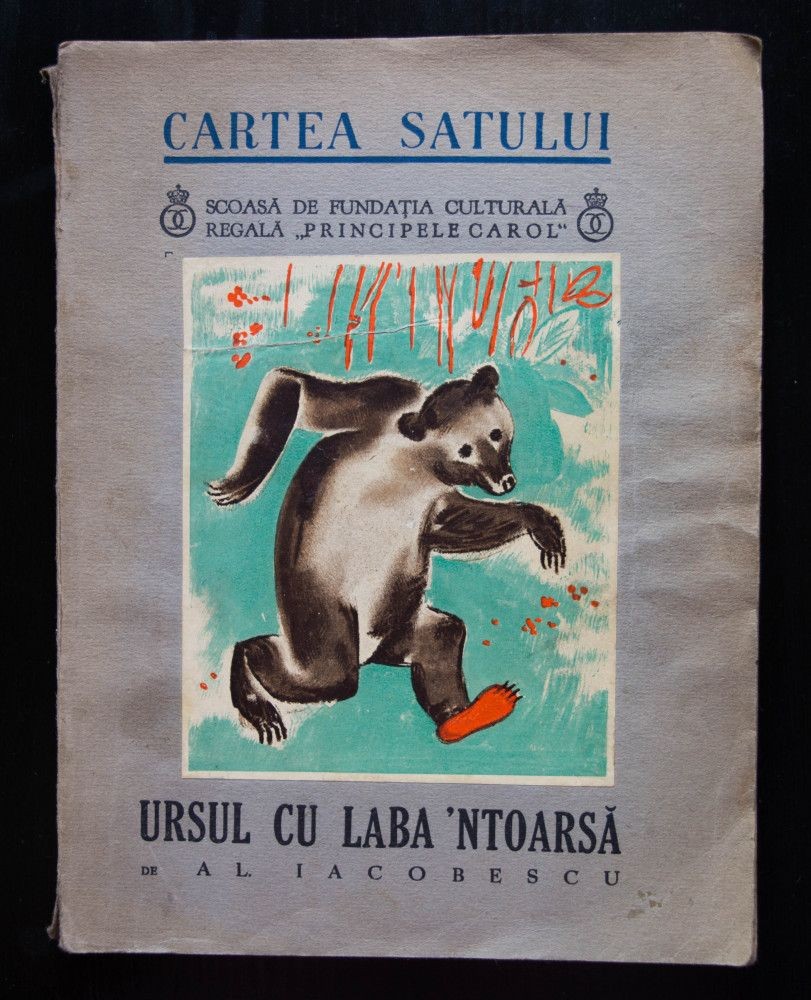 CARTEA SATULUI
SCOASĂ DE FUNDAȚIA CULTURALĂ
REGALĂ „PRINCIPELE CAROL“
URSUL CU LABA 'NTOARSĂ
DE AL. IACOBESCU